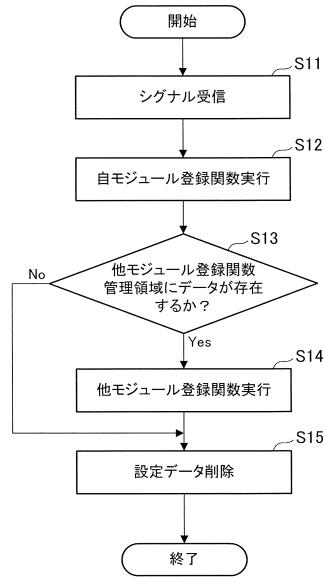 開始
S11
シグナル受信
S12
自モジュール登録関数実行
S13
他モジュール登録関数
管理領域にデータが存在
するか？
No
Yes
S14
他モジュール登録関数実行
S15
設定データ削除
終了